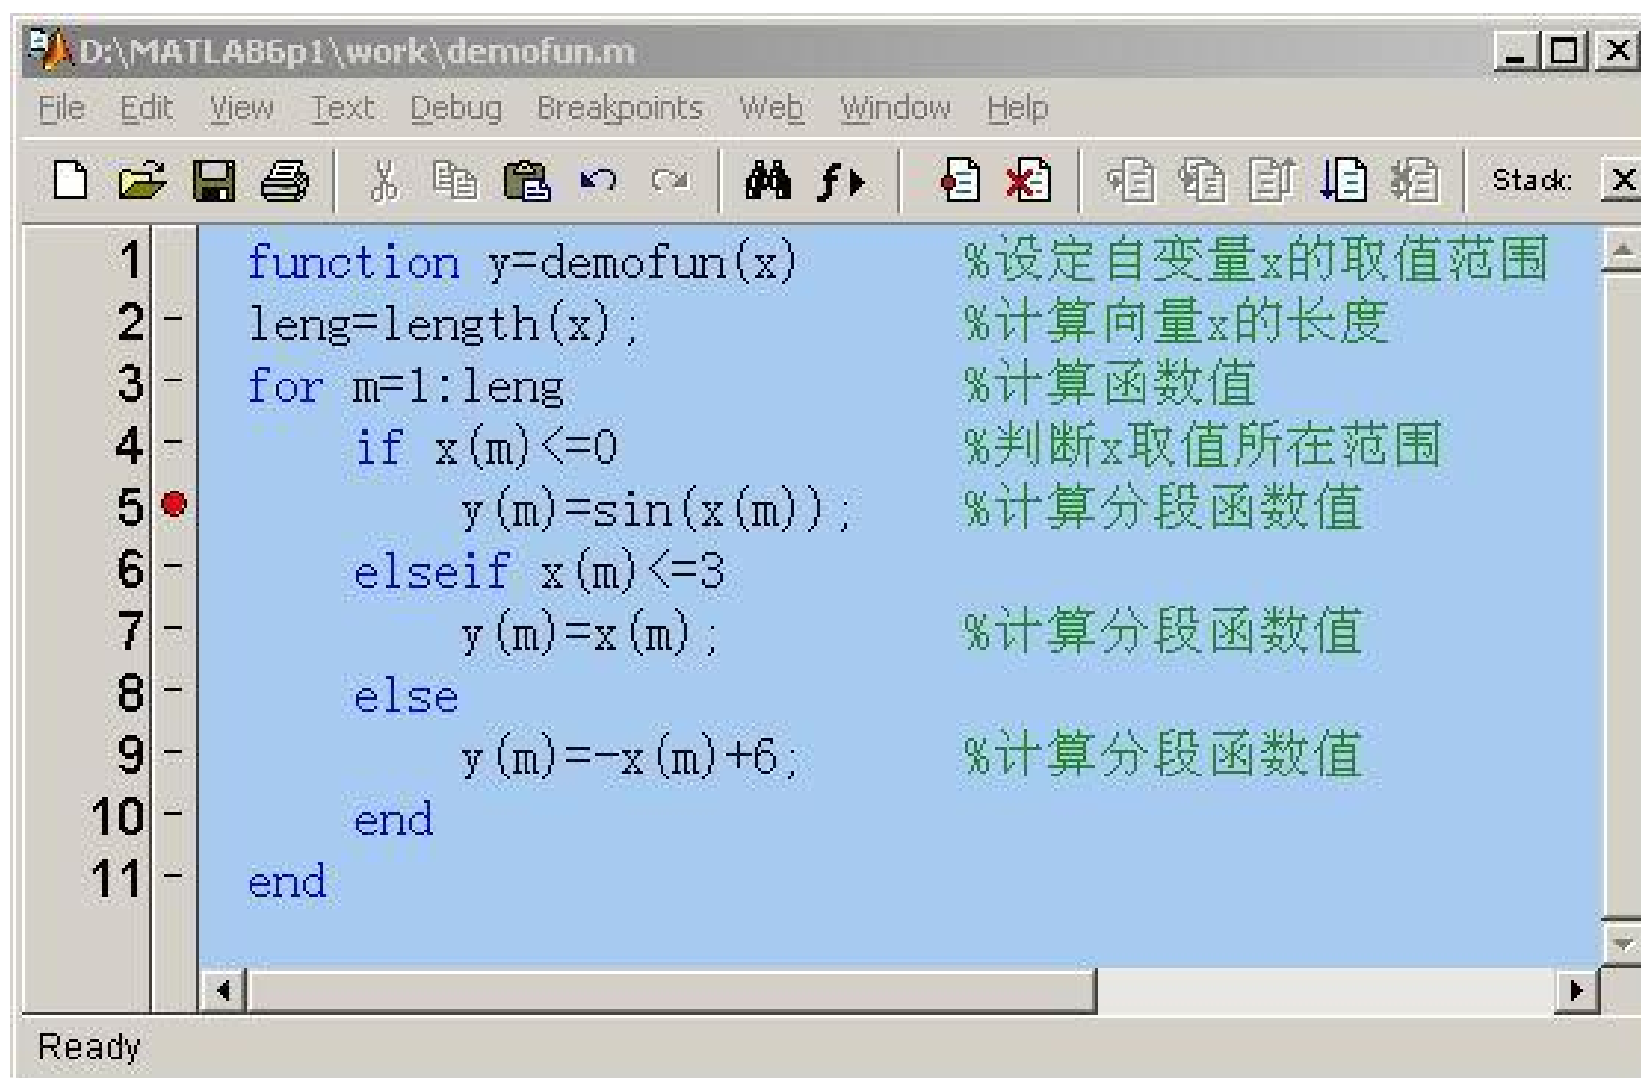 D:\MATLAB6p1\work\demofun.m
File Edit View Text Debug Breakpoints Web Window Help
Stack:
1 function y=demofun(x) %设定自变量x的取值范围
2 leng=length(x); %计算向量x的长度
3 for m=1:leng %计算函数值
4 if x(m)<=0 %判断x取值所在范围
5 y(m)=sin(x(m)); %计算分段函数值
6 elseif x(m)<=3
7 y(m)=x(m); %计算分段函数值
8 else
9 y(m)=-x(m)+6; %计算分段函数值
10 end
11 end
Ready